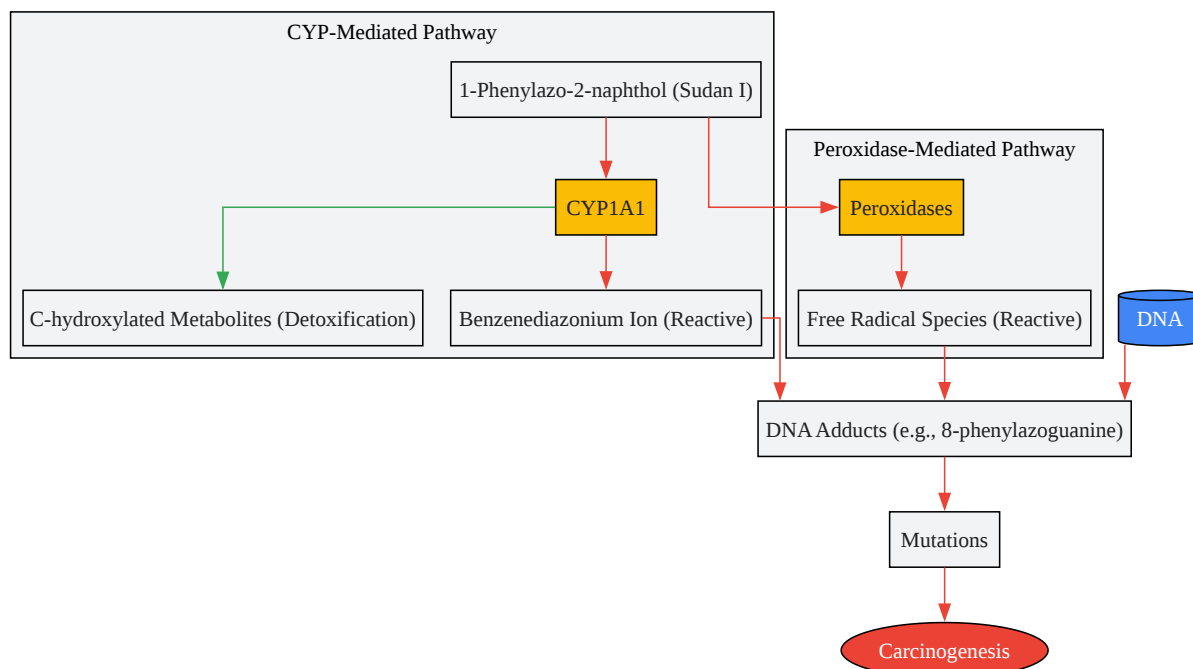 CYP-Mediated Pathway
1-Phenylazo-2-naphthol (Sudan I)
Peroxidase-Mediated Pathway
CYP1A1
Peroxidases
C-hydroxylated Metabolites (Detoxification)
Benzenediazonium Ion (Reactive)
Free Radical Species (Reactive)
DNA
DNA Adducts (e.g., 8-phenylazoguanine)
Mutations
Carcinogenesis